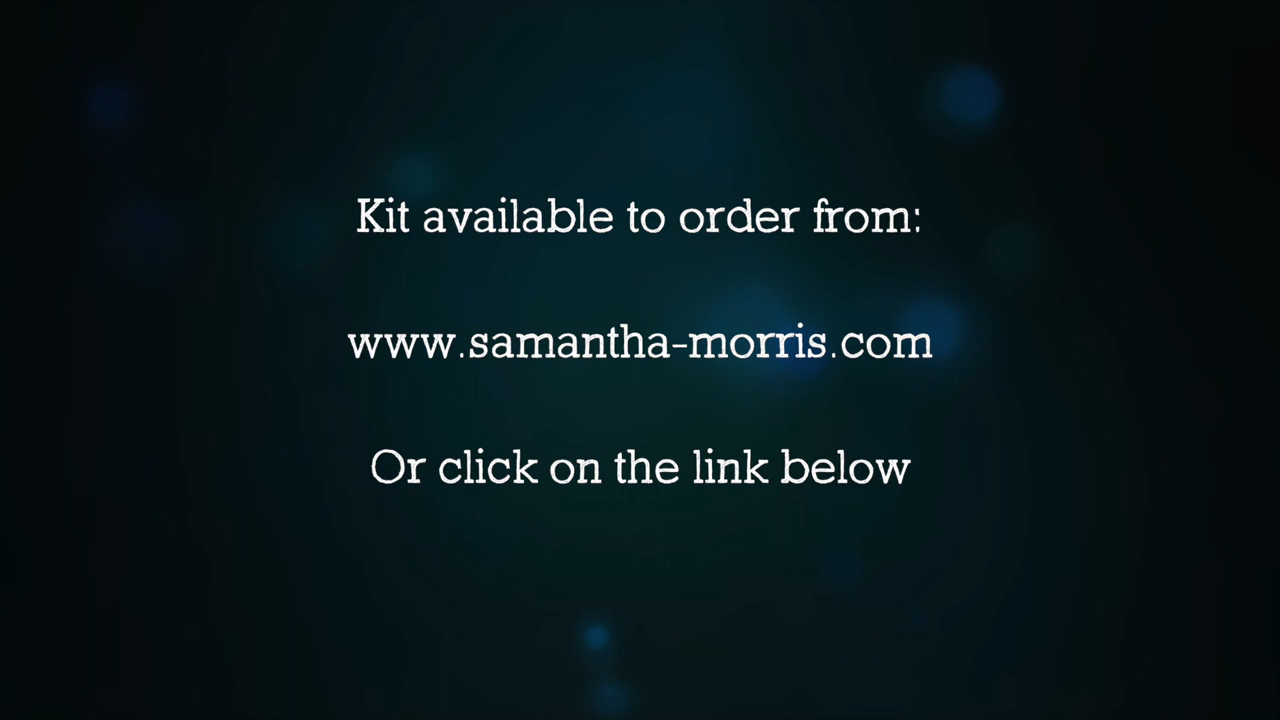 Kit available to order from:
www.samantha-morris.com
Or click on the link below